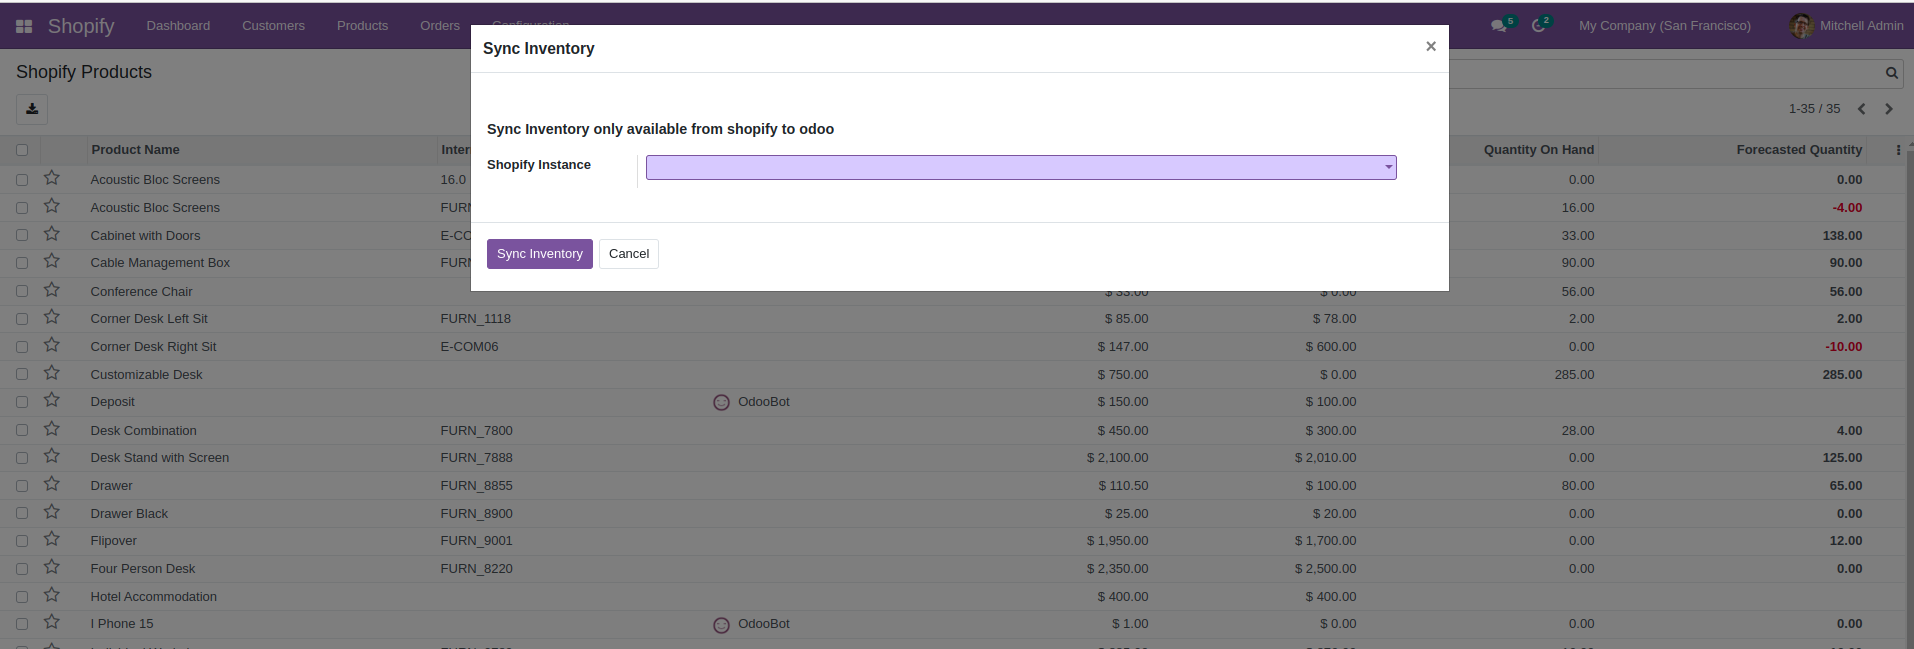 Shopify Dashboard Customers Products Orders Configuration 5 2 My Company (San Francisco) Mitchell Admin
Sync Inventory ×
Shopify Products
1-35 / 35
Sync Inventory only available from shopify to odoo
Shopify Instance
Sync Inventory Cancel
Product Name Quantity On Hand Forecasted Quantity
Acoustic Bloc Screens 16.0 0.00 0.00
Acoustic Bloc Screens 16.00 -4.00
Cabinet with Doors 33.00 138.00
Cable Management Box 90.00 90.00
Conference Chair $ 33.00 $ 0.00 56.00 56.00
Corner Desk Left Sit FURN_1118 $ 85.00 $ 78.00 2.00 2.00
Corner Desk Right Sit E-COM06 $ 147.00 $ 600.00 0.00 -10.00
Customizable Desk $ 750.00 $ 0.00 285.00 285.00
Deposit OdooBot $ 150.00 $ 100.00
Desk Combination FURN_7800 $ 450.00 $ 300.00 28.00 4.00
Desk Stand with Screen FURN_7888 $ 2,100.00 $ 2,010.00 0.00 125.00
Drawer FURN_8855 $ 110.50 $ 100.00 80.00 65.00
Drawer Black FURN_8900 $ 25.00 $ 20.00 0.00 0.00
Flipover FURN_9001 $ 1,950.00 $ 1,700.00 0.00 12.00
Four Person Desk FURN_8220 $ 2,350.00 $ 2,500.00 0.00 0.00
Hotel Accommodation $ 400.00 $ 400.00
I Phone 15 OdooBot $ 1.00 $ 0.00 0.00 0.00